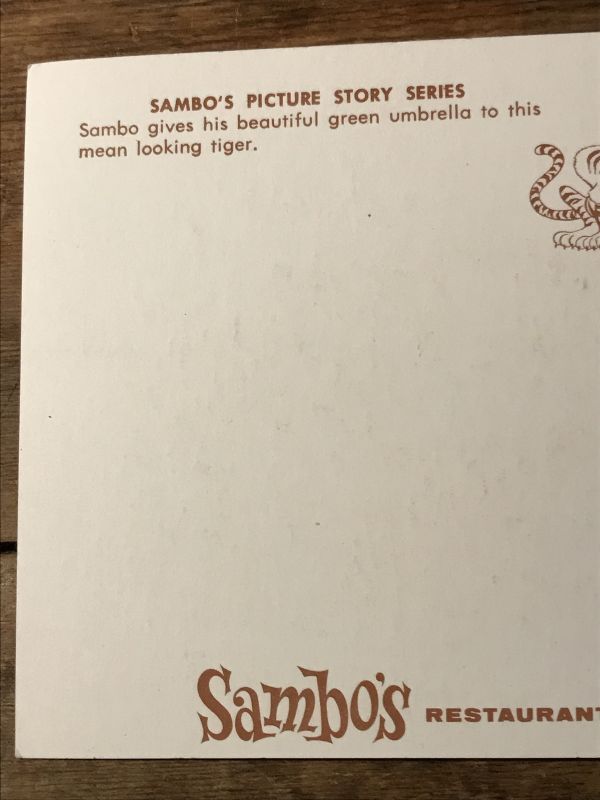 SAMBO'S PICTURE STORY SERIES
Sambo gives his beautiful green umbrella to this
mean looking tiger.
Sambo's RESTAURANT